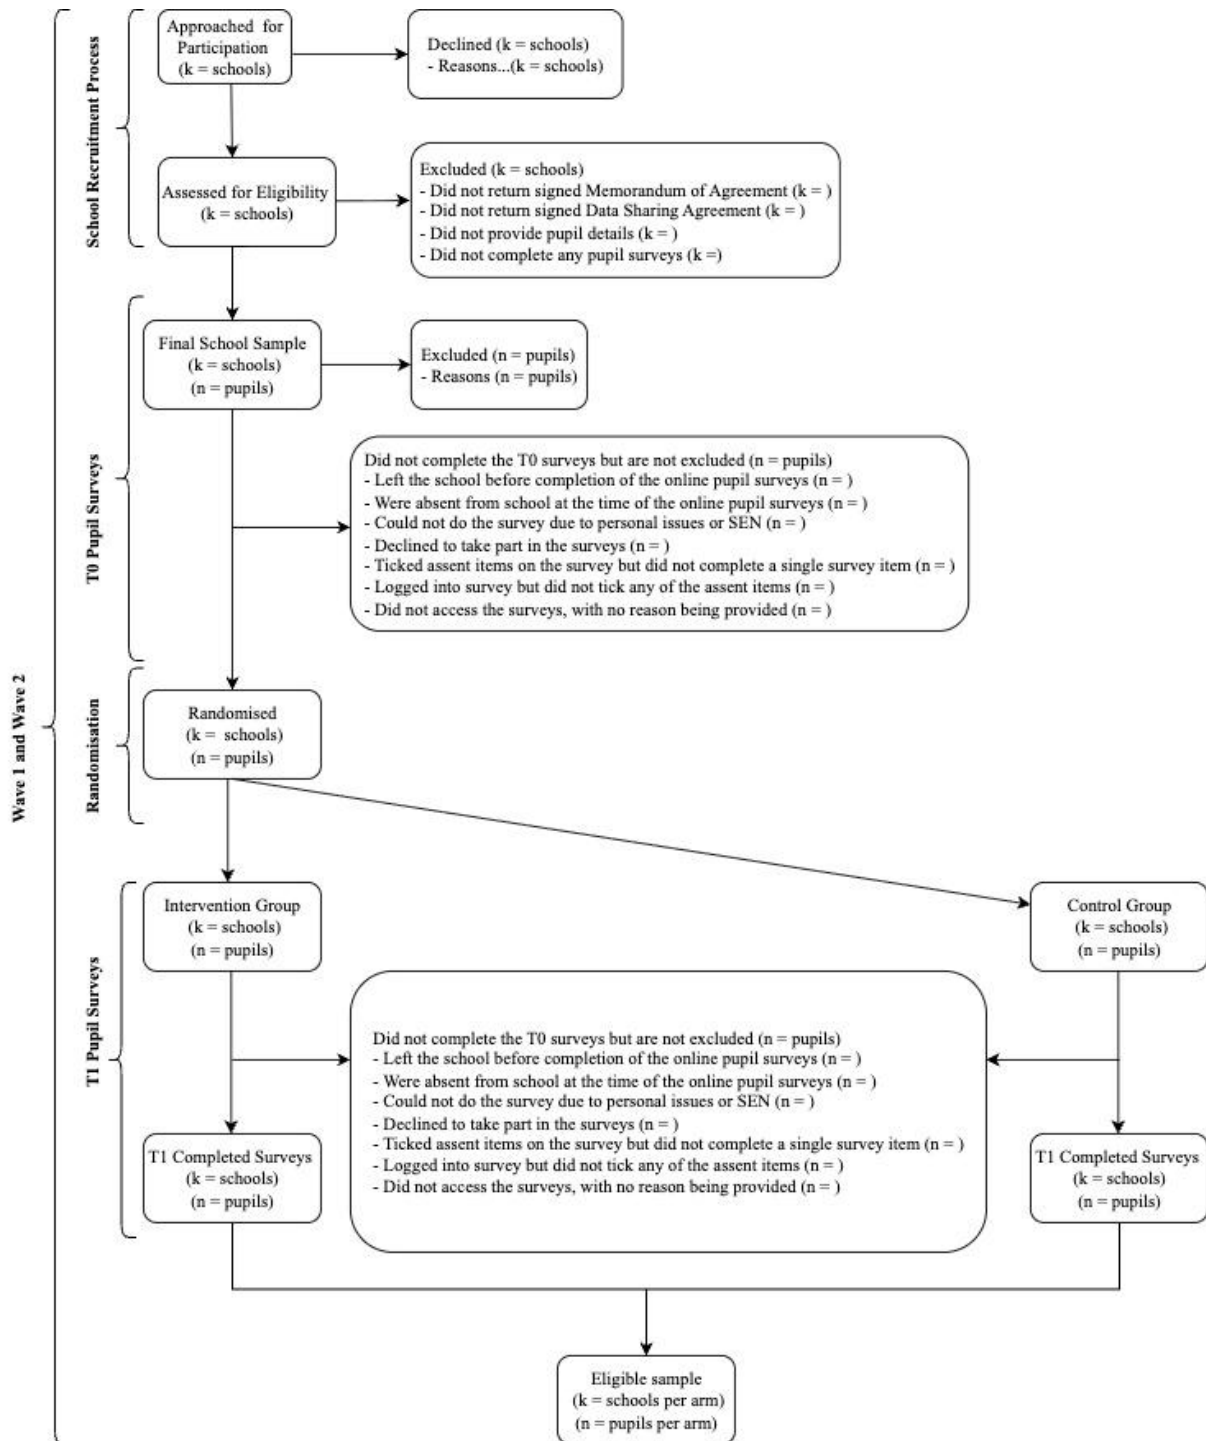 Approached for
Participation
(k = schools)
Declined (k = schools)
- Reasons...(k = schools)
School Recruitment Process
Assessed for Eligibility
(k = schools)
Excluded (k = schools)
- Did not return signed Memorandum of Agreement (k = )
- Did not return signed Data Sharing Agreement (k = )
- Did not provide pupil details (k = )
- Did not complete any pupil surveys (k =)
Final School Sample
(k = schools)
(n = pupils)
Excluded (n = pupils)
- Reasons (n = pupils)
T0 Pupil Surveys
Did not complete the T0 surveys but are not excluded (n = pupils)
- Left the school before completion of the online pupil surveys (n = )
- Were absent from school at the time of the online pupil surveys (n = )
- Could not do the survey due to personal issues or SEN (n = )
- Declined to take part in the surveys (n = )
- Ticked assent items on the survey but did not complete a single survey item (n = )
- Logged into survey but did not tick any of the assent items (n = )
- Did not access the surveys, with no reason being provided (n = )
Wave 1 and Wave 2
Randomisation
Randomised
(k = schools)
(n = pupils)
Intervention Group
(k = schools)
(n = pupils)
Control Group
(k = schools)
(n = pupils)
T1 Pupil Surveys
Did not complete the T0 surveys but are not excluded (n = pupils)
- Left the school before completion of the online pupil surveys (n = )
- Were absent from school at the time of the online pupil surveys (n = )
- Could not do the survey due to personal issues or SEN (n = )
- Declined to take part in the surveys (n = )
- Ticked assent items on the survey but did not complete a single survey item (n = )
- Logged into survey but did not tick any of the assent items (n = )
- Did not access the surveys, with no reason being provided (n = )
T1 Completed Surveys
(k = schools)
(n = pupils)
T1 Completed Surveys
(k = schools)
(n = pupils)
Eligible sample
(k = schools per arm)
(n = pupils per arm)